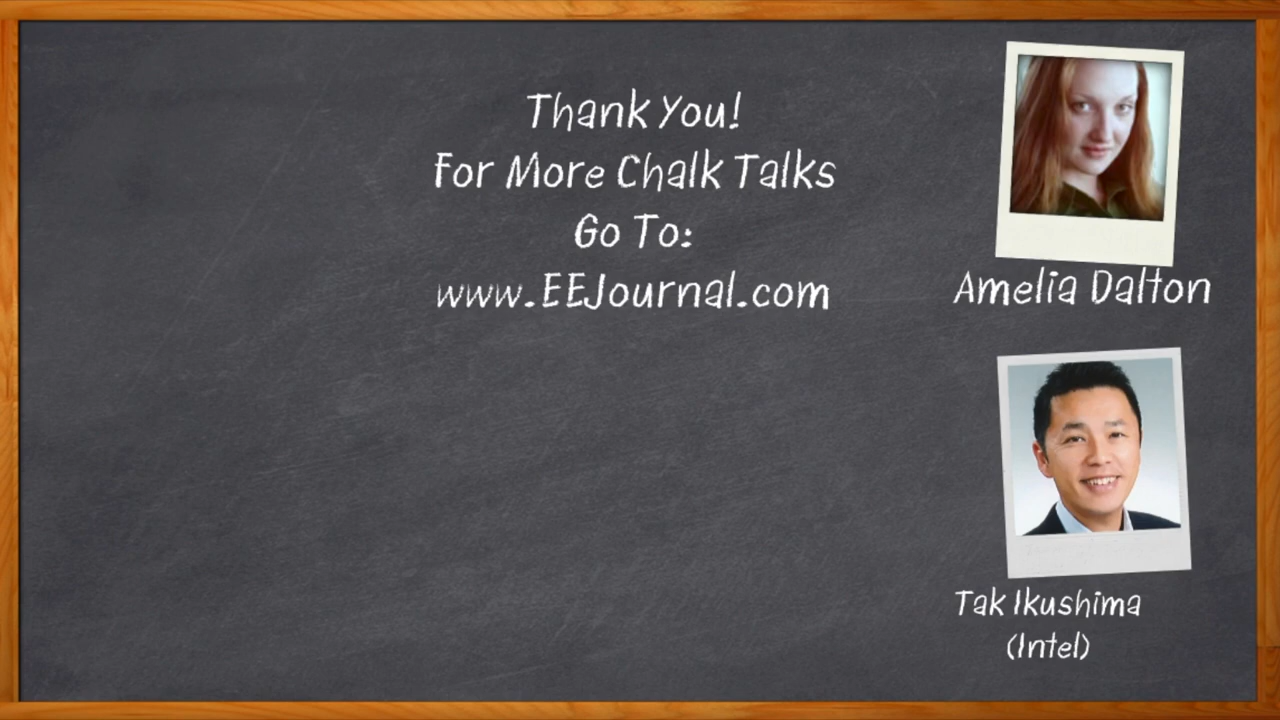 Thank You!
For More Chalk Talks
Go To:
www.EEJournal.com
Amelia Dalton
Tak Ikushima
(Intel)